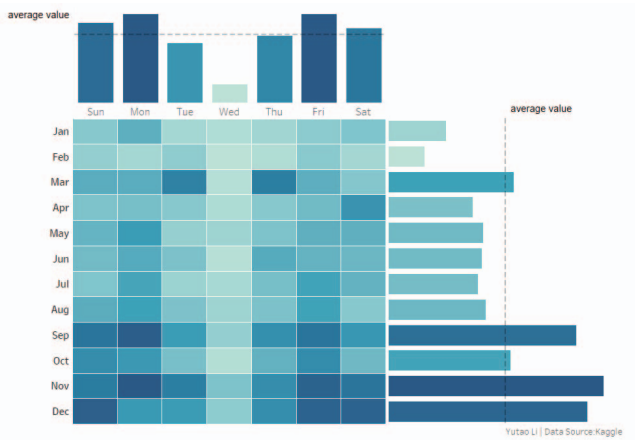 average value
Sun Mon Tue Wed Thu Fri Sat
average value
Jan
Feb
Mar
Apr
May
Jun
Jul
Aug
Sep
Oct
Nov
Dec
Yutao Li | Data Source:Kaggle